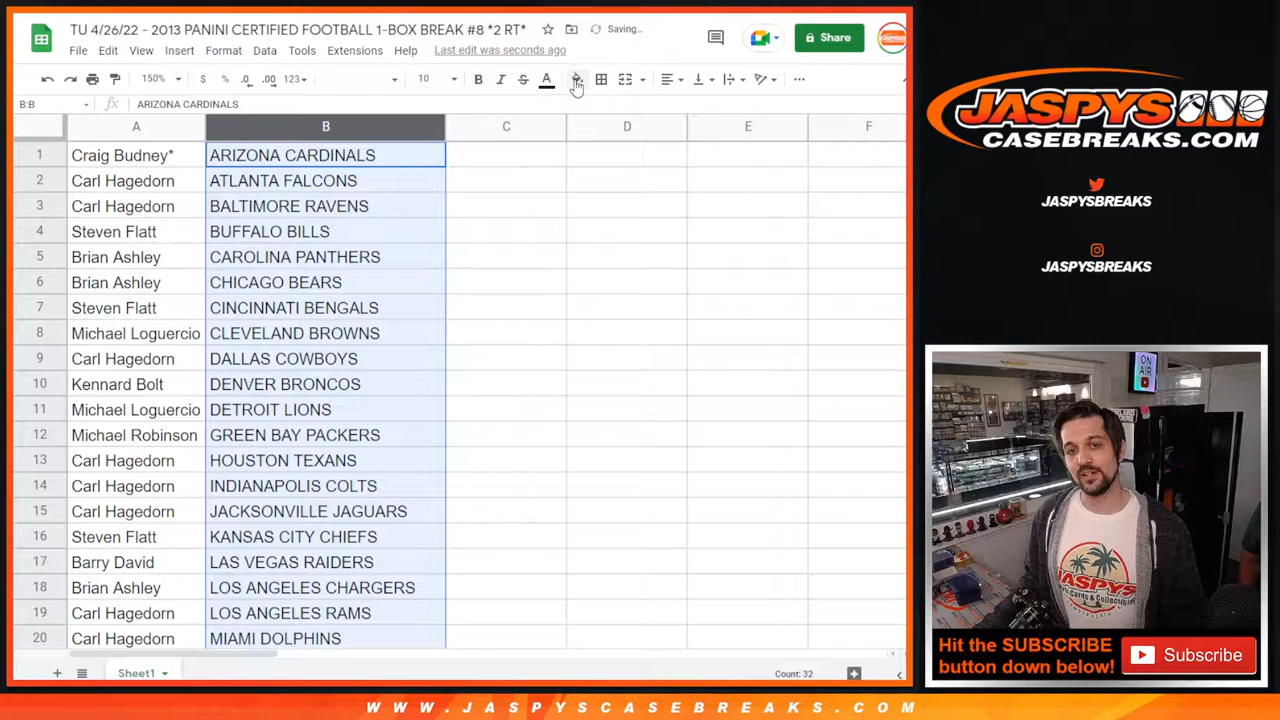 TU 4/26/22 - 2013 PANINI CERTIFIED FOOTBALL 1-BOX BREAK #8 *2 RT*
Saving…
Share
File Edit View Insert Format Data Tools Extensions Help Last edit was seconds ago
150% $ % .0 .00 123 10 B I S A
B:B fx ARIZONA CARDINALS
A B C D E F
1 Craig Budney* ARIZONA CARDINALS
2 Carl Hagedorn ATLANTA FALCONS
3 Carl Hagedorn BALTIMORE RAVENS
4 Steven Flatt BUFFALO BILLS
5 Brian Ashley CAROLINA PANTHERS
6 Brian Ashley CHICAGO BEARS
7 Steven Flatt CINCINNATI BENGALS
8 Michael Loguercio CLEVELAND BROWNS
9 Carl Hagedorn DALLAS COWBOYS
10 Kennard Bolt DENVER BRONCOS
11 Michael Loguercio DETROIT LIONS
12 Michael Robinson GREEN BAY PACKERS
13 Carl Hagedorn HOUSTON TEXANS
14 Carl Hagedorn INDIANAPOLIS COLTS
15 Carl Hagedorn JACKSONVILLE JAGUARS
16 Steven Flatt KANSAS CITY CHIEFS
17 Barry David LAS VEGAS RAIDERS
18 Brian Ashley LOS ANGELES CHARGERS
19 Carl Hagedorn LOS ANGELES RAMS
20 Carl Hagedorn MIAMI DOLPHINS
Sheet1
Count: 32
JASPYS
CASEBREAKS.COM
JASPYSBREAKS
JASPYSBREAKS
ON
AIR
JASPYS
Hit the SUBSCRIBE
button down below!
Subscribe
WWW.JASPYSCASEBREAKS.COM